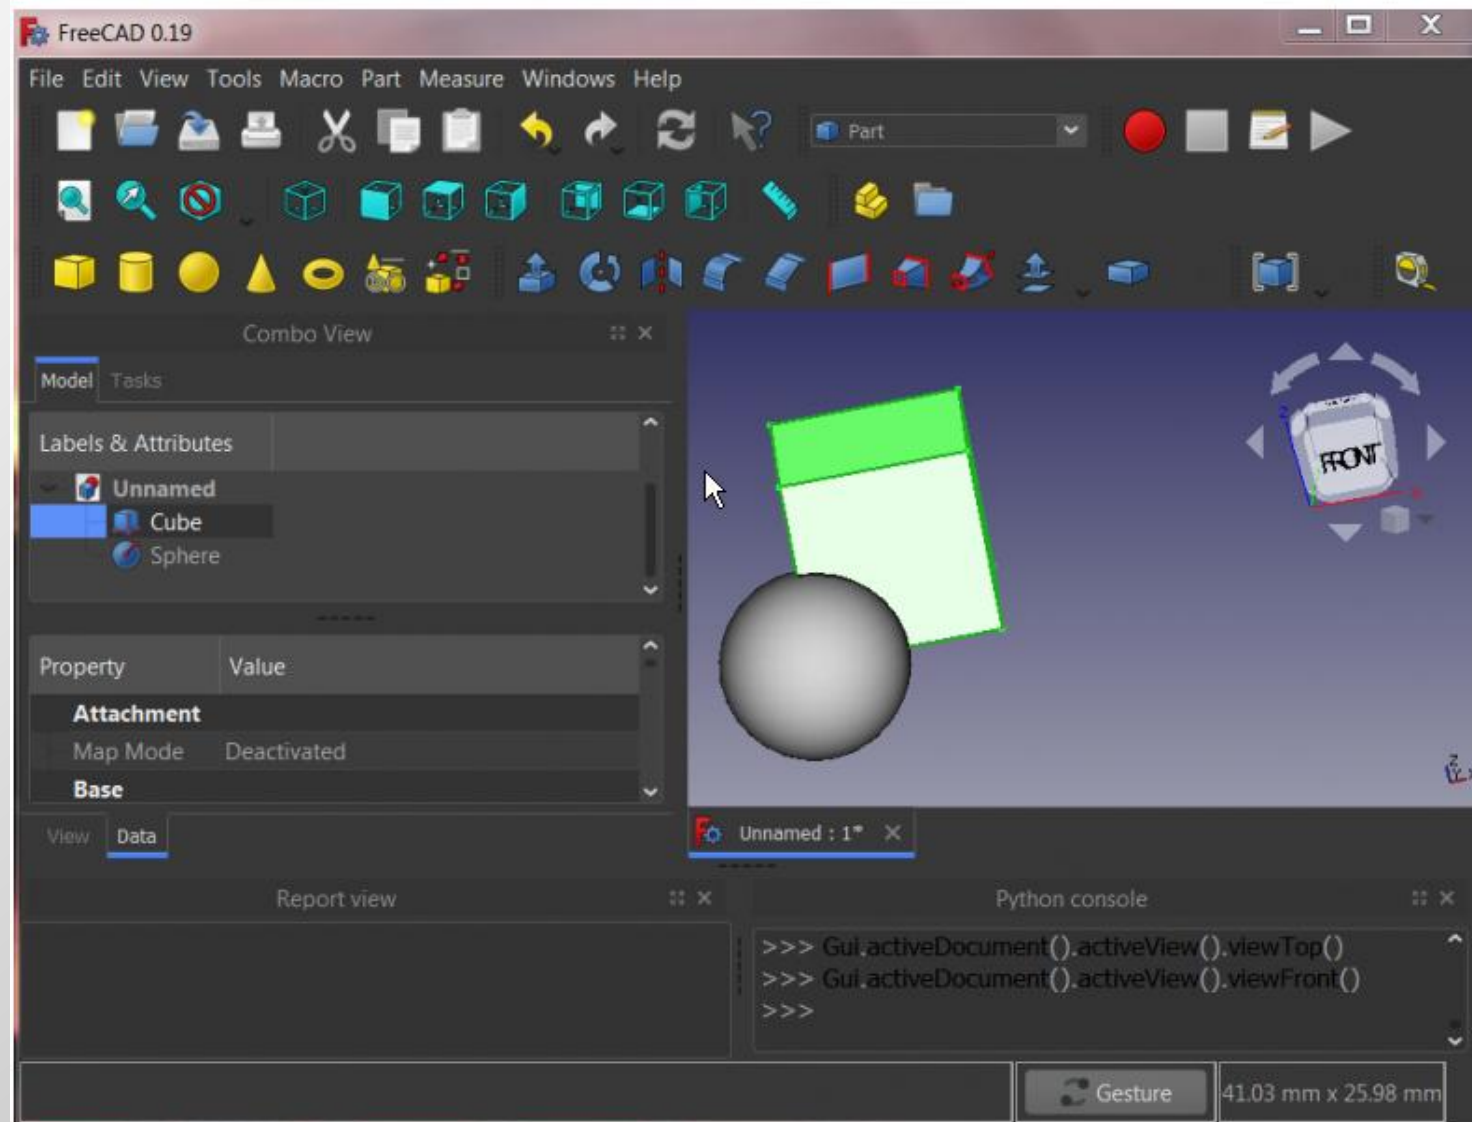 FreeCAD 0.19
File Edit View Tools Macro Part Measure Windows Help
Part
Combo View
Model Tasks
Labels & Attributes
Unnamed
Cube
Sphere
Property Value
Attachment
Map Mode Deactivated
Base
View Data
FRONT
Z
X
Z
Y
Unnamed : 1*
Report view
Python console
>>> Gui.activeDocument().activeView().viewTop()
>>> Gui.activeDocument().activeView().viewFront()
>>>
Gesture
41.03 mm x 25.98 mm